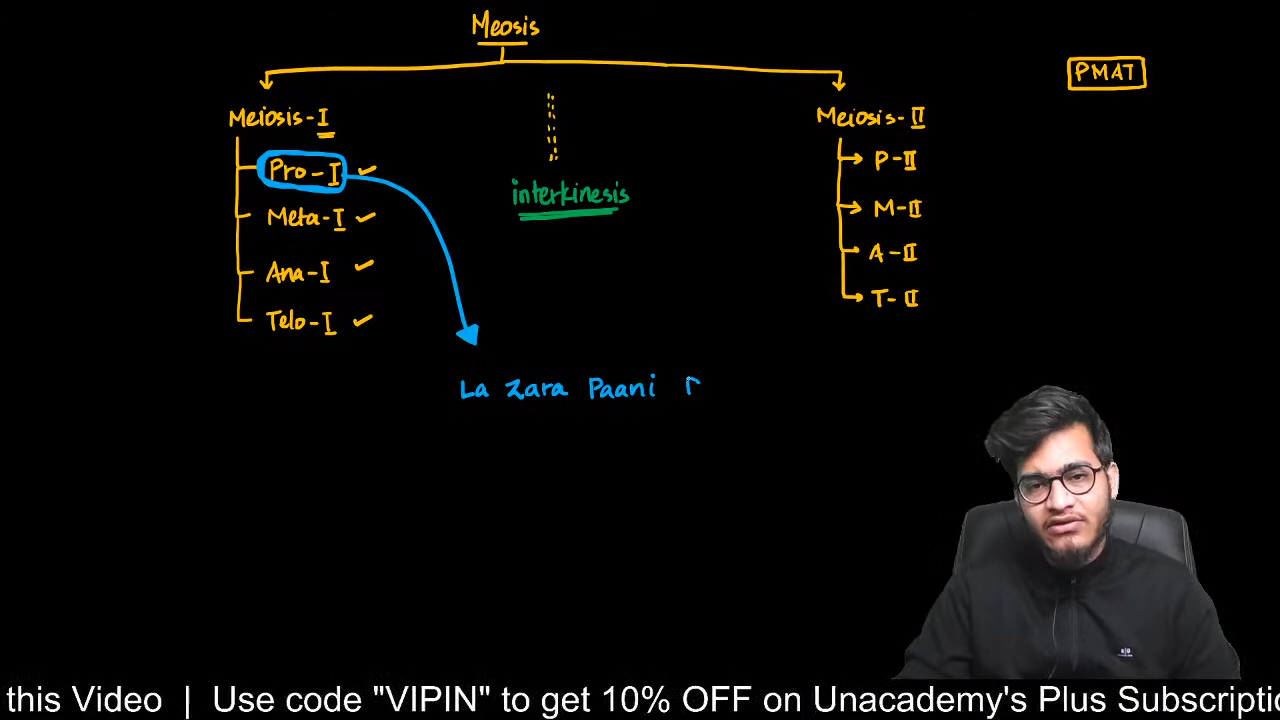 Meosis
PMAT
Meiosis-I
Meiosis-II
Pro-I
P-II
interkinesis
Meta-I
M-II
Ana-I
A-II
Telo-I
T-II
La Zara Paani
this Video | Use code "VIPIN" to get 10% OFF on Unacademy's Plus Subscriptio